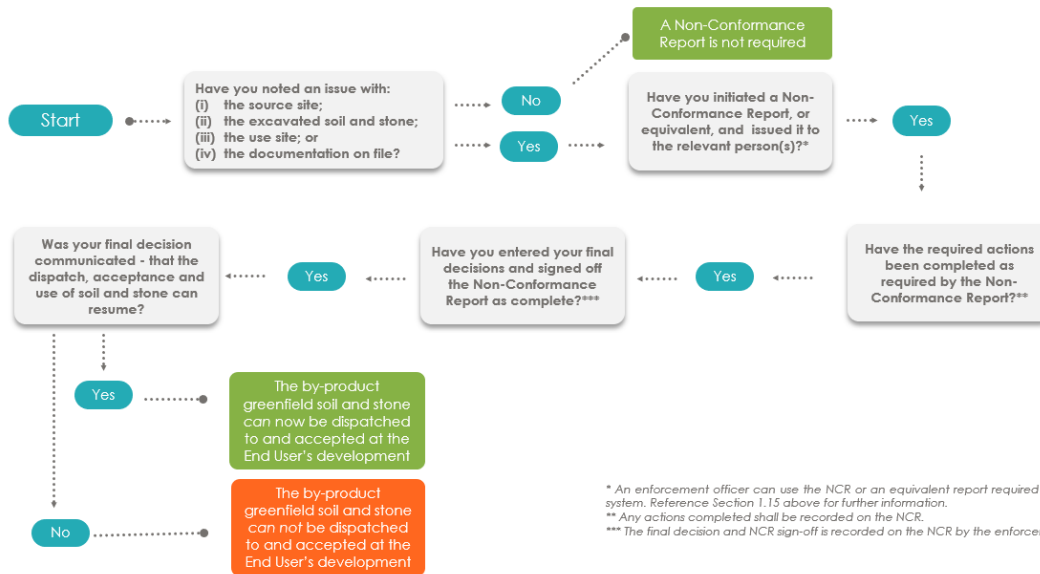 A Non-Conformance
Report is not required
Start
Have you noted an issue with:
(i) the source site;
(ii) the excavated soil and stone;
(iii) the use site; or
(iv) the documentation on file?
No
Yes
Have you initiated a Non-
Conformance Report, or
equivalent, and issued it to
the relevant person(s)?*
Yes
Have the required actions
been completed as
required by the Non-
Conformance Report?**
Yes
Have you entered your final
decisions and signed off
the Non-Conformance
Report as complete?***
Yes
Was your final decision
communicated - that the
dispatch, acceptance and
use of soil and stone can
resume?
Yes
The by-product
greenfield soil and stone
can now be dispatched
to and accepted at the
End User's development
No
The by-product
greenfield soil and stone
can not be dispatched
to and accepted at the
End User's development
* An enforcement officer can use the NCR or an equivalent report required
system. Reference Section 1.15 above for further information.
** Any actions completed shall be recorded on the NCR.
*** The final decision and NCR sign-off is recorded on the NCR by the